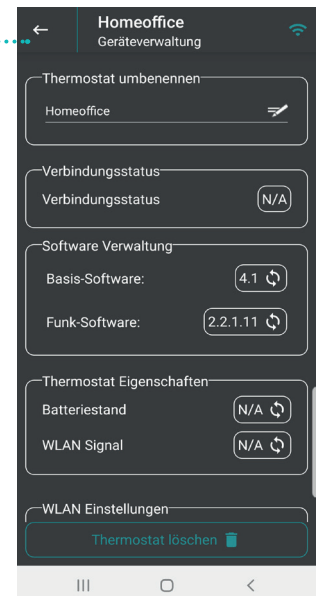 Homeoffice
Geräteverwaltung
Thermostat umbenennen
Homeoffice
Verbindungsstatus
Verbindungsstatus N/A
Software Verwaltung
Basis-Software: 4.1
Funk-Software: 2.2.1.11
Thermostat Eigenschaften
Batteriestand N/A
WLAN Signal N/A
WLAN Einstellungen
Thermostat löschen